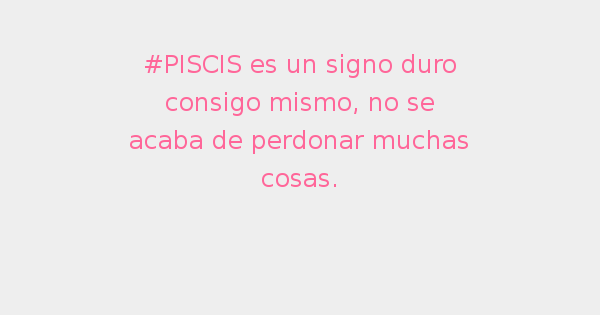 #PISCIS es un signo duro
consigo mismo, no se
acaba de perdonar muchas
cosas.